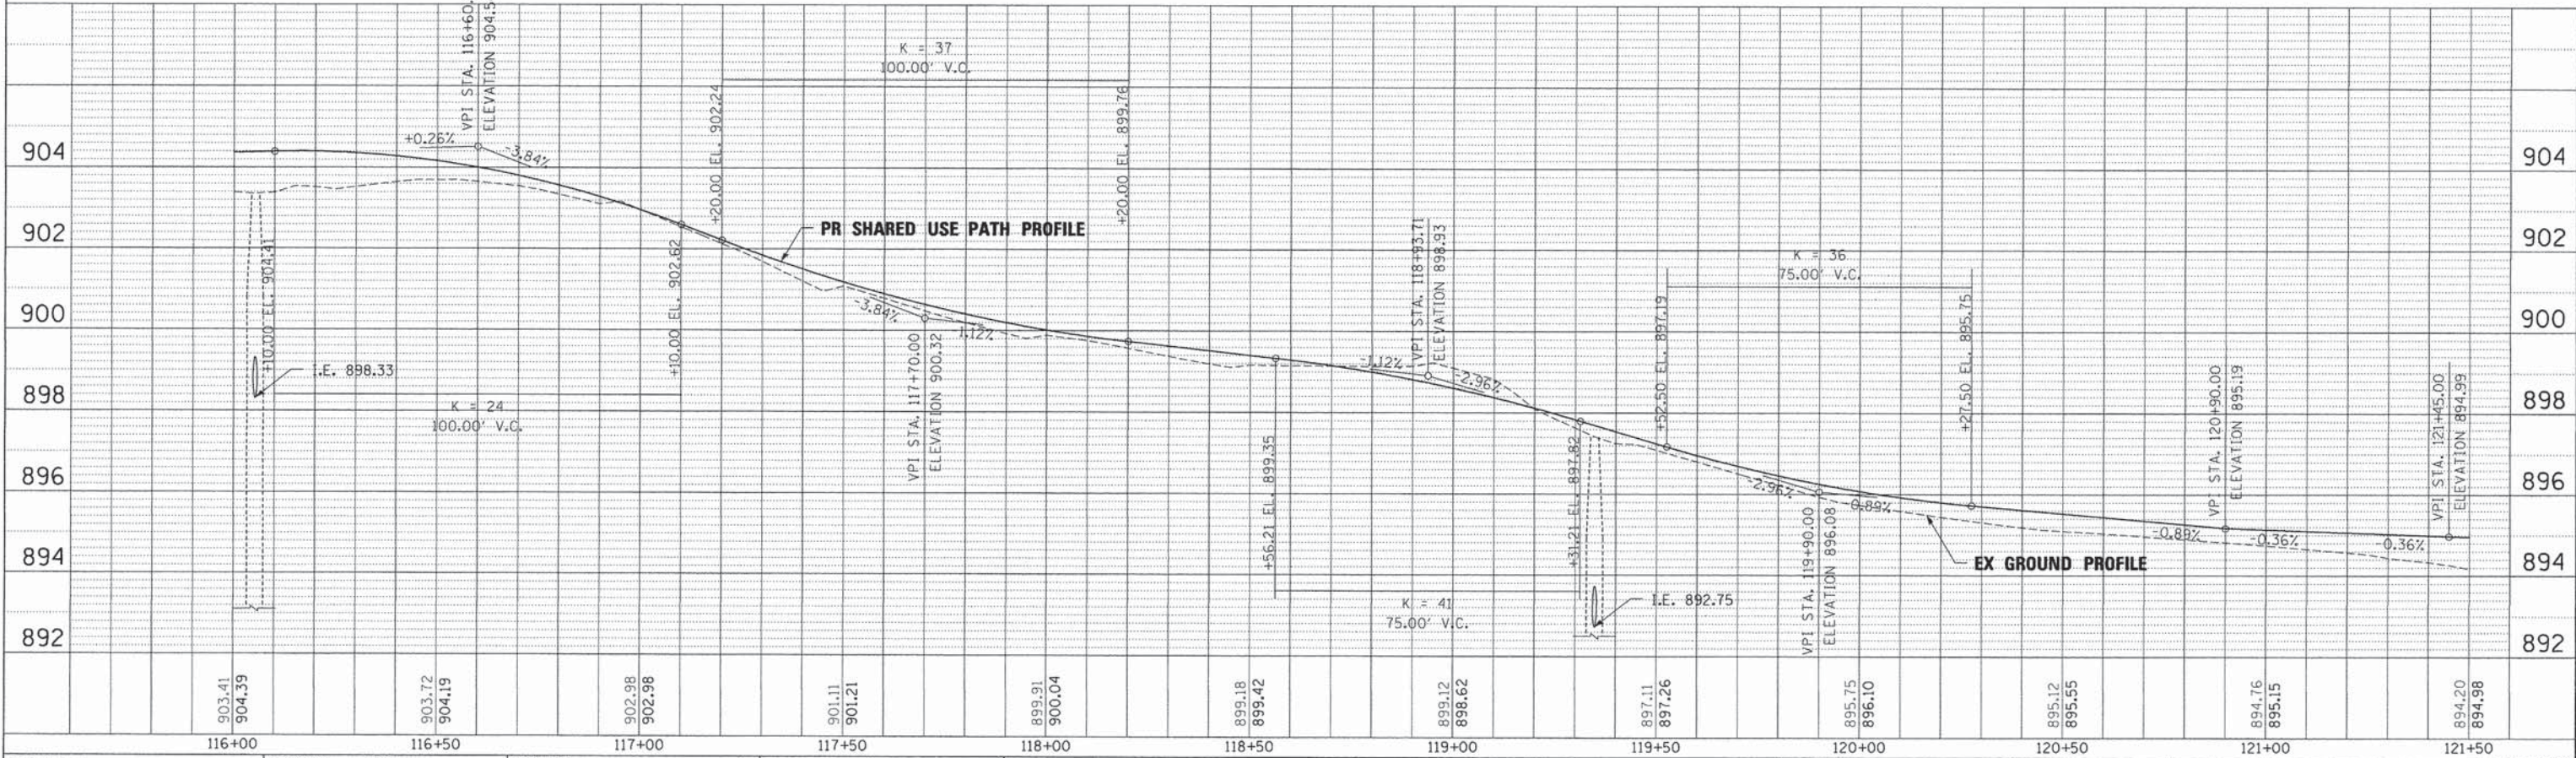 VPI STA. 116+60.
ELEVATION 904.5
K = 37
100.00' V.C.
+20.00 EL. 902.24
+20.00 EL. 899.76
+0.26%
-3.84%
904
904
PR SHARED USE PATH PROFILE
902
902
+10.00 EL. 904.41
+10.00 EL. 902.62
VPI STA. 118+93.71
ELEVATION 898.93
K = 36
75.00' V.C.
+52.50 EL. 897.19
+27.50 EL. 895.75
900
900
-3.84%
-1.12%
VPI STA. 117+70.00
ELEVATION 900.32
I.E. 898.33
-1.12%
-2.96%
K = 24
100.00' V.C.
898
898
VPI STA. 120+90.00
ELEVATION 895.19
VPI STA. 121+45.00
ELEVATION 894.99
+56.21 EL. 899.35
+31.21 EL. 897.82
896
896
-2.96%
-0.89%
VPI STA. 119+90.00
ELEVATION 896.08
-0.89%
-0.36%
-0.36%
EX GROUND PROFILE
894
894
K = 41
75.00' V.C.
I.E. 892.75
892
892
903.41
904.39
903.72
904.19
902.98
902.98
901.11
901.21
899.91
900.04
899.18
899.42
899.12
898.62
897.11
897.26
895.75
896.10
895.12
895.55
894.76
895.15
894.20
894.98
116+00
116+50
117+00
117+50
118+00
118+50
119+00
119+50
120+00
120+50
121+00
121+50